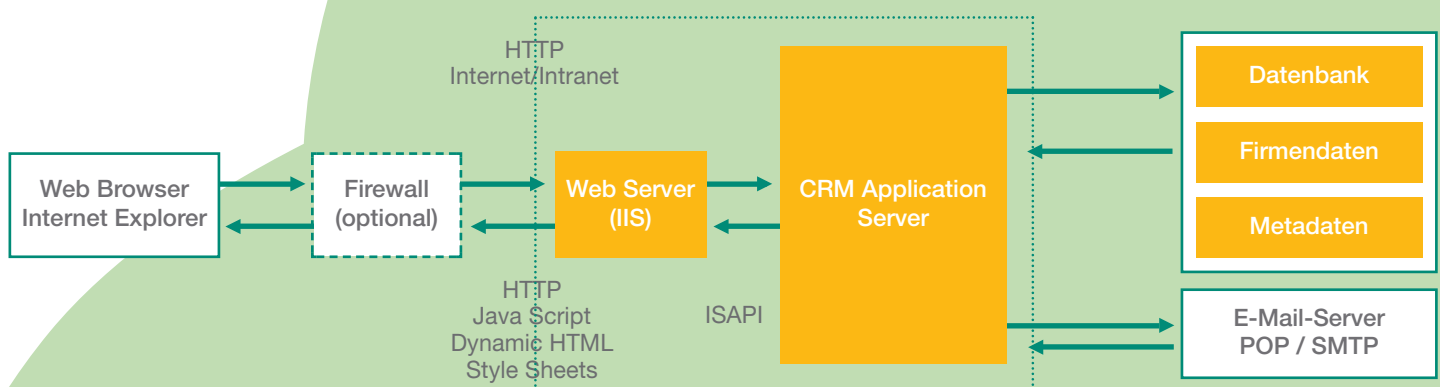 HTTP
Internet/Intranet
Web Browser
Internet Explorer
Firewall
(optional)
Web Server
(IIS)
CRM Application
Server
Datenbank
Firmendaten
Metadaten
HTTP
Java Script
Dynamic HTML
Style Sheets
ISAPI
E-Mail-Server
POP / SMTP